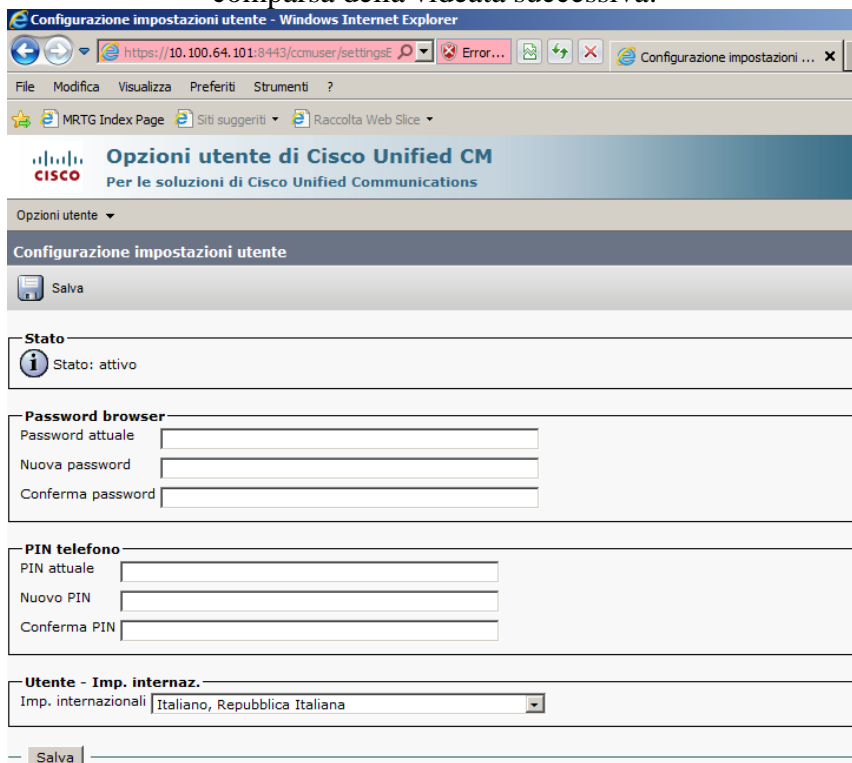 comparsa della videata successiva.
Configurazione impostazioni utente - Windows Internet Explorer
https://10.100.64.101:8443/ccmuser/settingsE Error... Configurazione impostazioni ...
File Modifica Visualizza Preferiti Strumenti ?
MRTG Index Page Siti suggeriti Raccolta Web Slice
CISCO
Opzioni utente di Cisco Unified CM
Per le soluzioni di Cisco Unified Communications
Opzioni utente
Configurazione impostazioni utente
Salva
Stato
i Stato: attivo
Password browser
Password attuale
Nuova password
Conferma password
PIN telefono
PIN attuale
Nuovo PIN
Conferma PIN
Utente - Imp. internaz.
Imp. internazionali Italiano, Repubblica Italiana
Salva